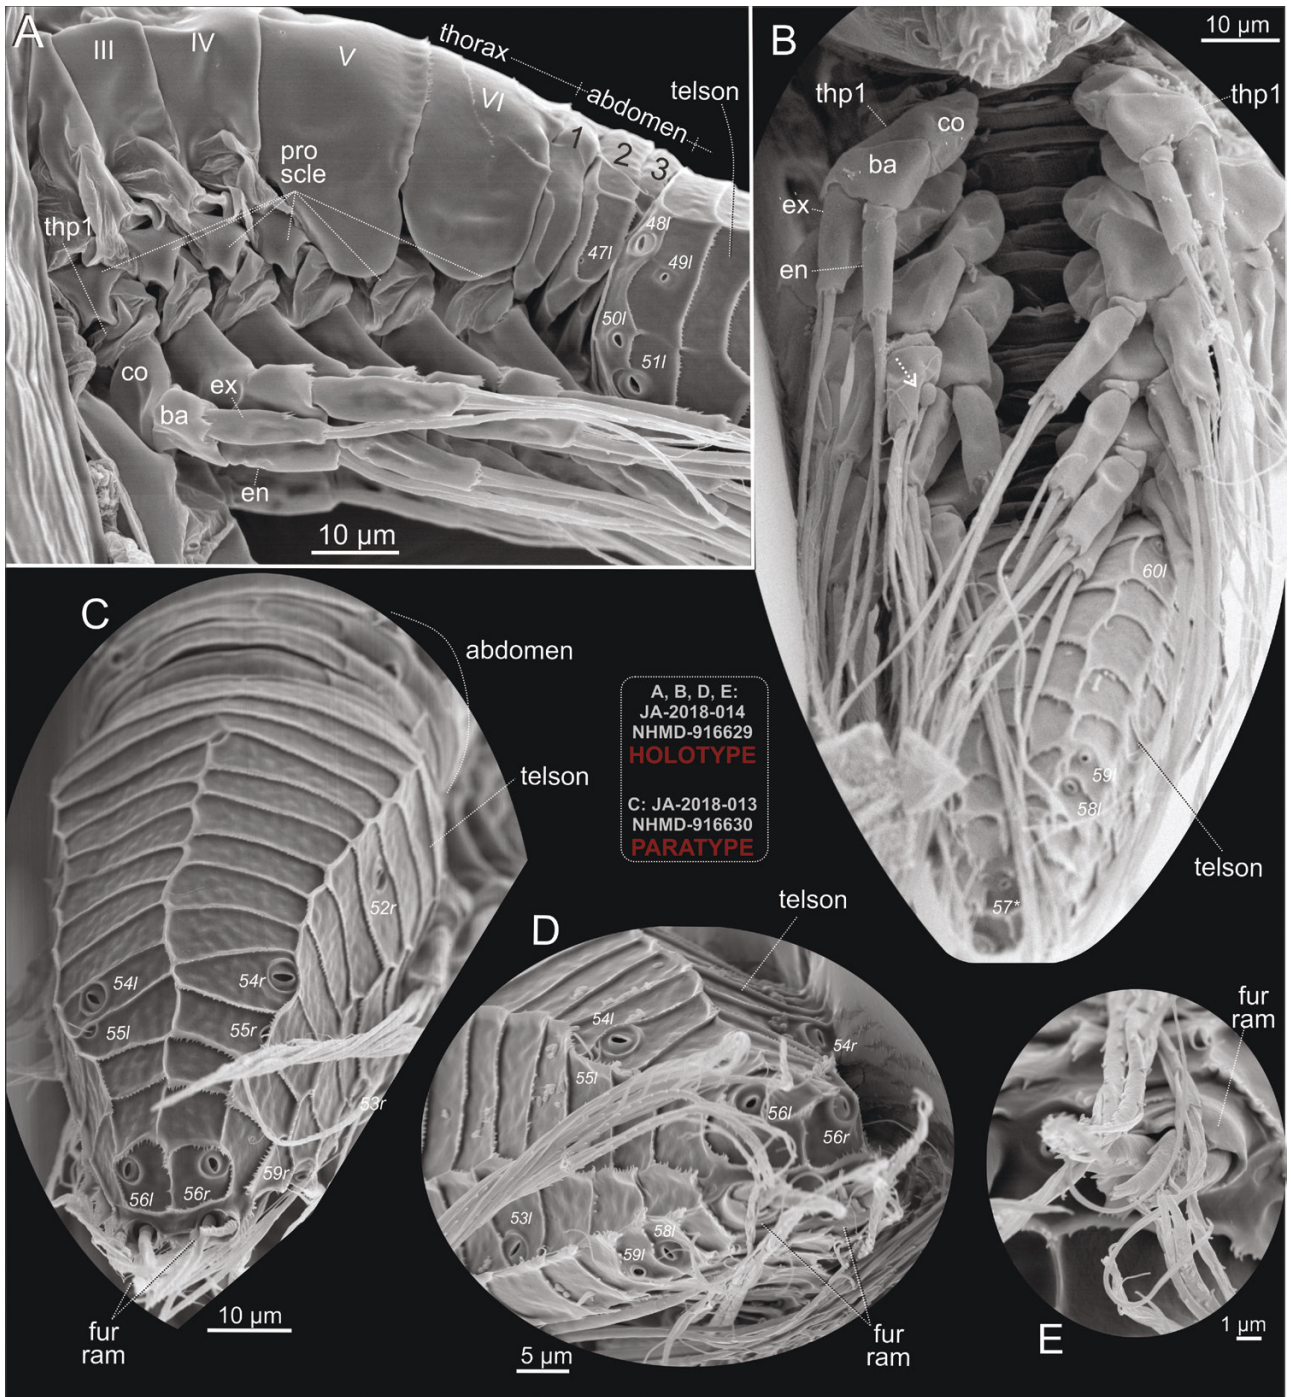 A
III
IV
V
VI
thorax
abdomen
telson
1
2
3
pro
scle
thp1
48l
47l
49l
50l
51l
co
ex
ba
en
10 µm
B
10 µm
thp1
thp1
co
ba
ex
en
60l
59l
58l
telson
57*
C
abdomen
telson
52r
54l
54r
55l
55r
53r
59r
56l
56r
fur
ram
10 µm
A, B, D, E:
JA-2018-014
NHMD-916629
HOLOTYPE
C: JA-2018-013
NHMD-916630
PARATYPE
D
telson
54l
54r
55l
56l
56r
53l
58l
59l
fur
ram
5 µm
E
fur
ram
1 µm